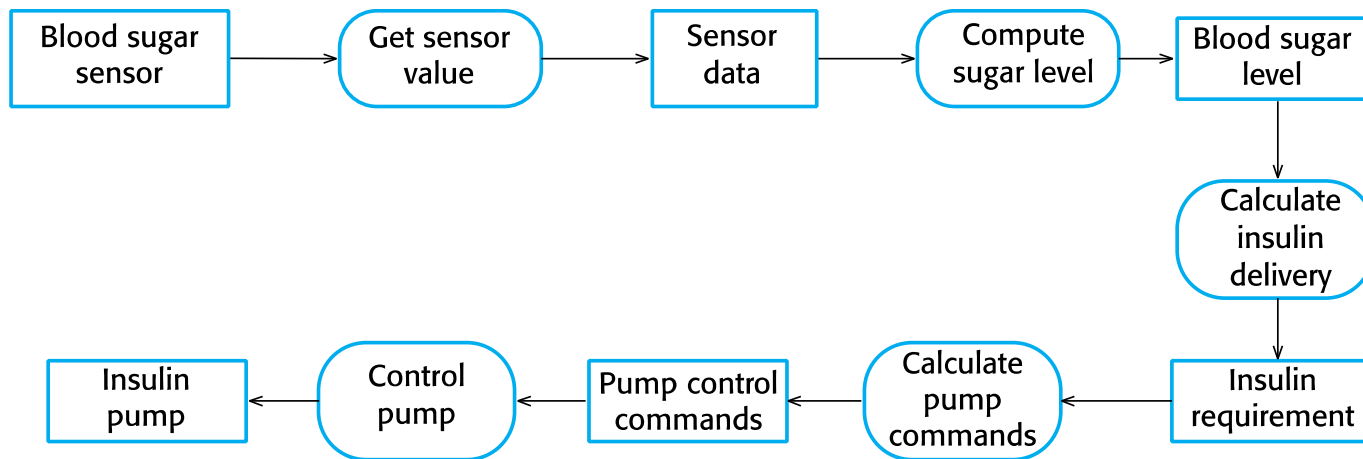 Blood sugar
sensor
Get sensor
value
Sensor
data
Compute
sugar level
Blood sugar
level
Calculate
insulin
delivery
Insulin
requirement
Calculate
pump
commands
Pump control
commands
Control
pump
Insulin
pump